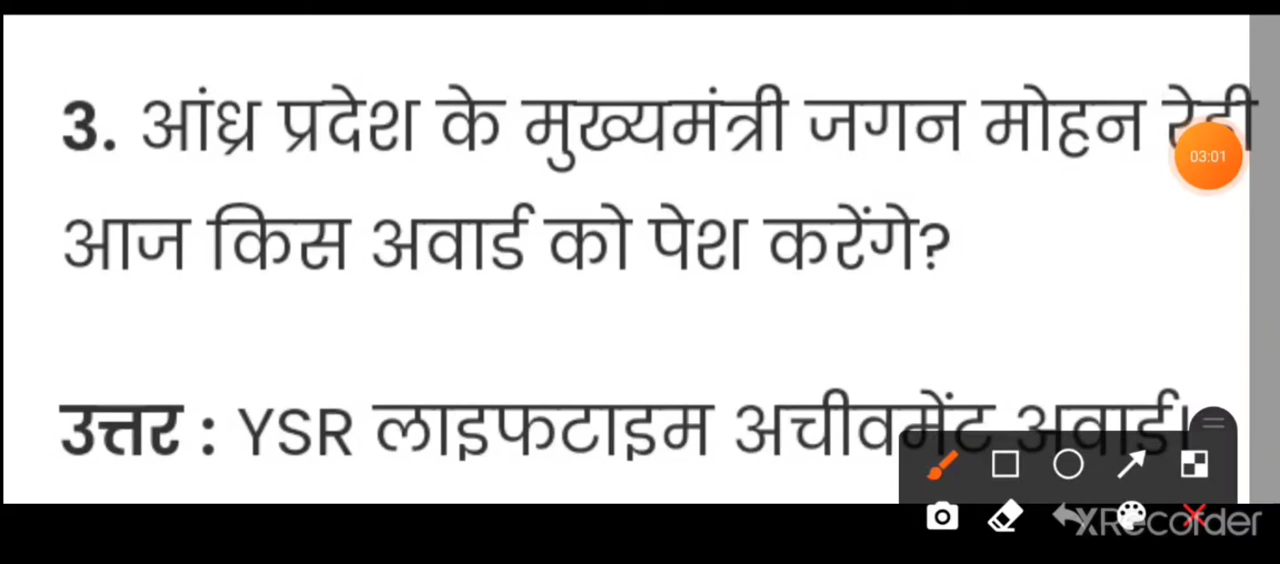 3. आंध्र प्रदेश के मुख्यमंत्री जगन मोहन
03:01
आज किस अवार्ड को पेश करेंगे?
उत्तर : YSR लाइफटाइम अचीवमेंट अवार्ड।
XRecorder